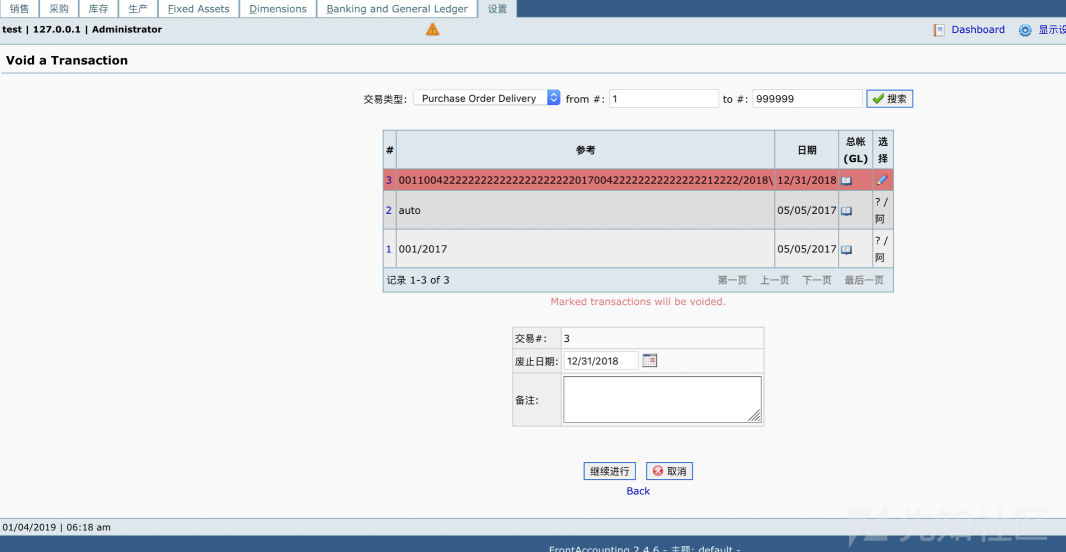 销售 采购 库存 生产 Fixed Assets Dimensions Banking and General Ledger 设置
test | 127.0.0.1 | Administrator Dashboard
Void a Transaction
交易类型: Purchase Order Delivery from #: 1 to #: 999999 搜索
# 参考 日期 总帐 (GL) 选择
3 12/31/2018
2 auto 05/05/2017 ? / 阿
1 001/2017 05/05/2017 ? / 阿
记录 1-3 of 3 第一页 上一页 下一页 最后一页
Marked transactions will be voided.
交易#: 3
废止日期: 12/31/2018
备注:
继续进行 取消
Back
01/04/2019 | 06:18 am
先知社区
FrontAccounting 2.4.6 - 主题: default -